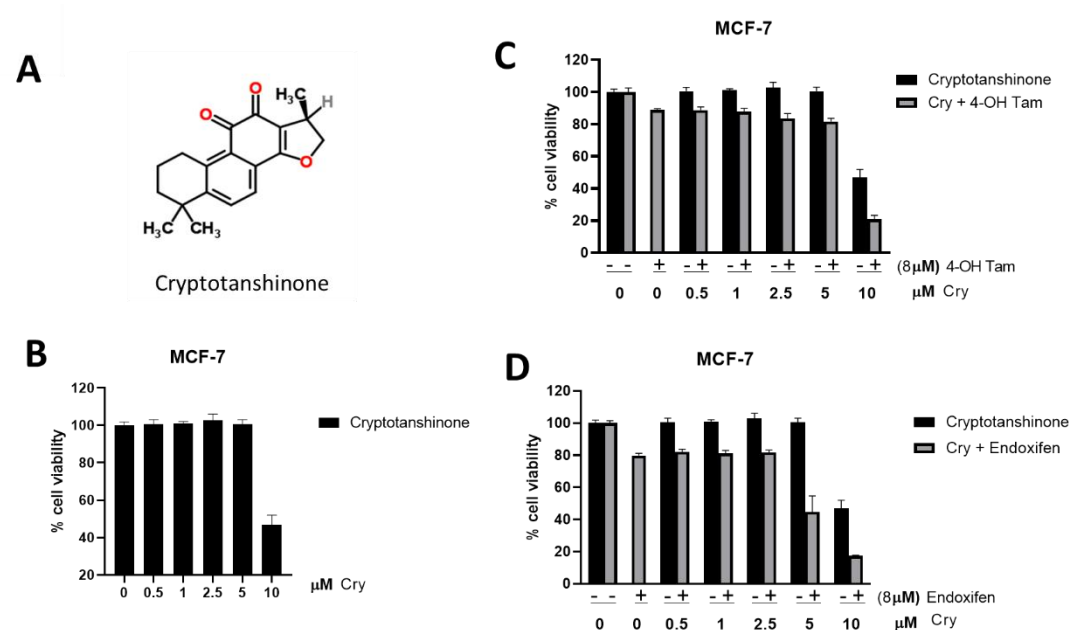 A
O
O
H₃C
H
O
H₃C
CH₃
Cryptotanshinone
B
MCF-7
120
100
80
60
40
20
% cell viability
Cryptotanshinone
0 0.5 1 2.5 5 10 μM Cry
C
MCF-7
120
100
80
60
40
20
0
% cell viability
Cryptotanshinone
Cry + 4-OH Tam
- - + - + - + - + - + - + (8μM) 4-OH Tam
0 0 0.5 1 2.5 5 10 μM Cry
D
MCF-7
120
100
80
60
40
20
0
% cell viability
Cryptotanshinone
Cry + Endoxifen
- - + - + - + - + - + - + (8μM) Endoxifen
0 0 0.5 1 2.5 5 10 μM Cry